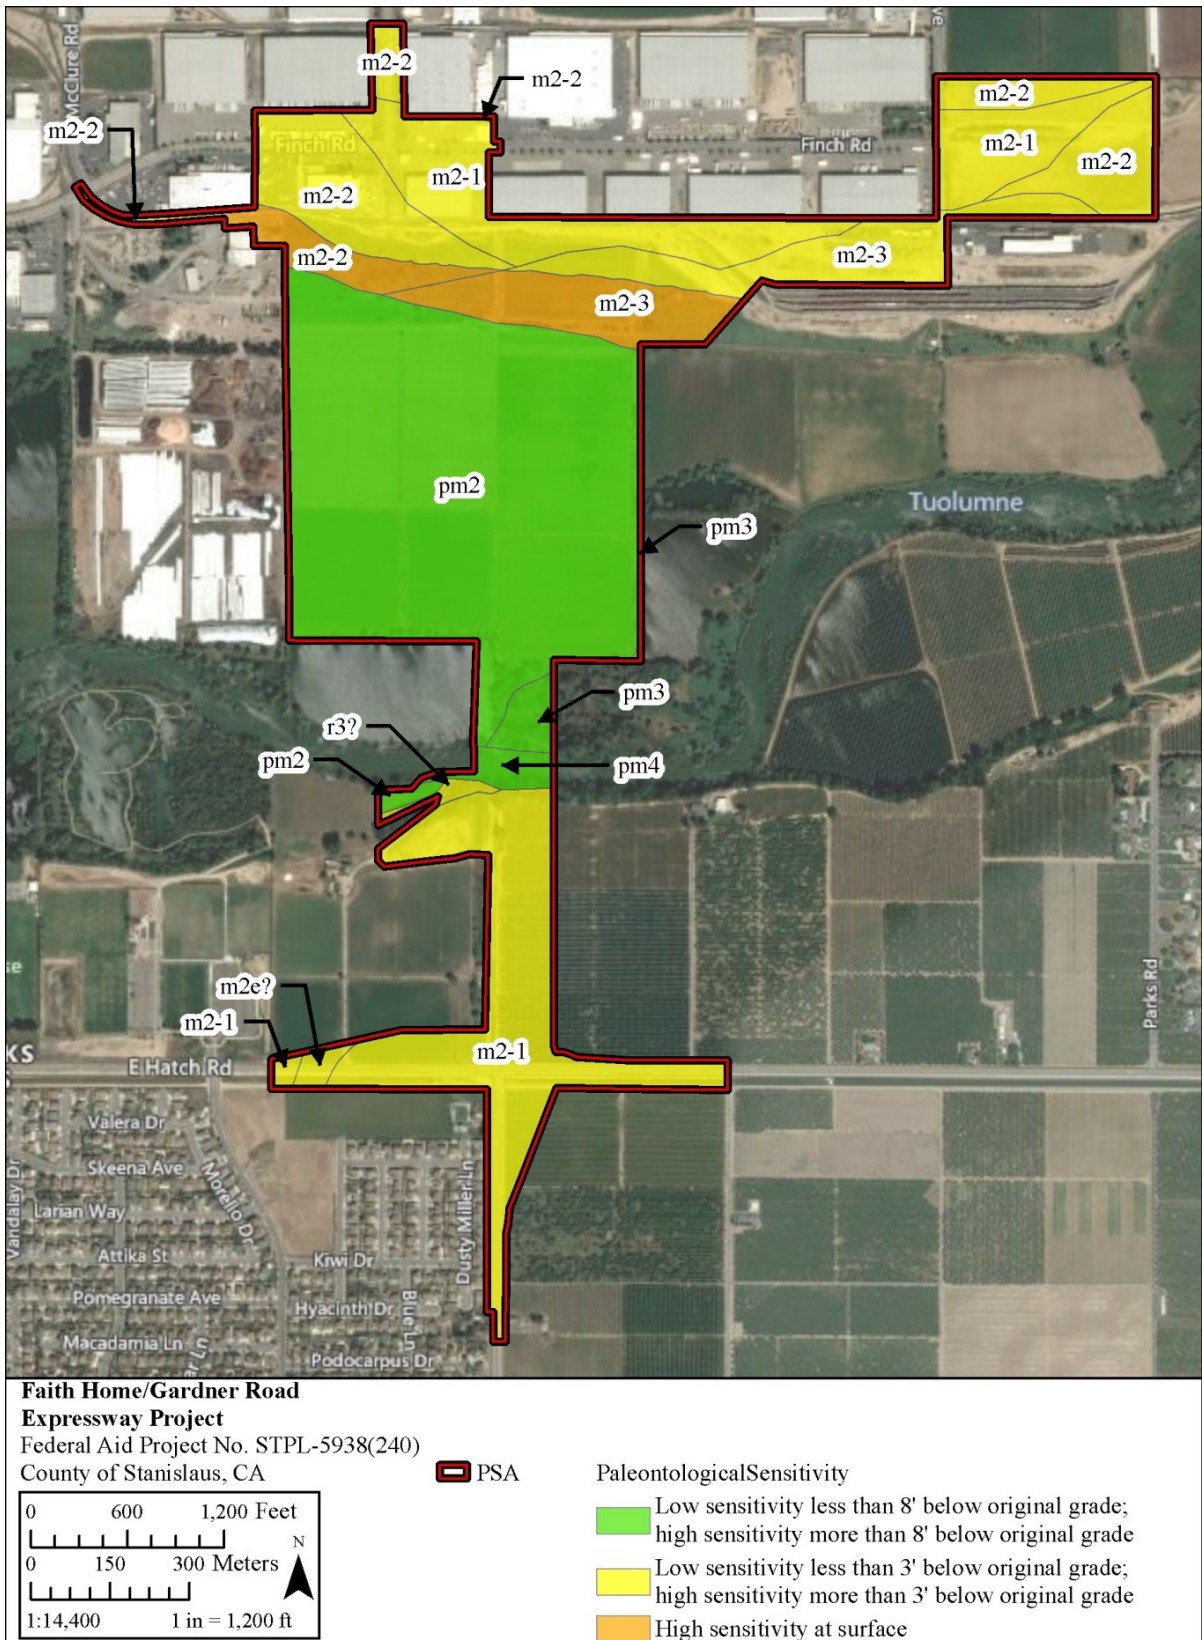 McClure Rd
ve
m2-2
m2-2
m2-2
m2-2
Finch Rd
Finch Rd
m2-1
m2-1
m2-2
m2-2
m2-2
m2-3
m2-3
pm2
Tuolumne
pm3
pm3
r3?
pm2
pm4
se
m2e?
m2-1
Parks Rd
KS
E Hatch Rd
m2-1
Valera Dr
Vandalay Dr
Skeena Ave
Morello Dr
Dusty Miller Ln
Larian Way
Attika St
Kiwi Dr
Pomegranate Ave
Hyacinth Dr
Blue Ln
Macadamia Ln
ar Ln
Podocarpus Dr
Faith Home/Gardner Road
Expressway Project
Federal Aid Project No. STPL-5938(240)
County of Stanislaus, CA
PSA
PaleontologicalSensitivity
0 600 1,200 Feet
0 150 300 Meters
N
1:14,400 1 in = 1,200 ft
Low sensitivity less than 8' below original grade;
high sensitivity more than 8' below original grade
Low sensitivity less than 3' below original grade;
high sensitivity more than 3' below original grade
High sensitivity at surface